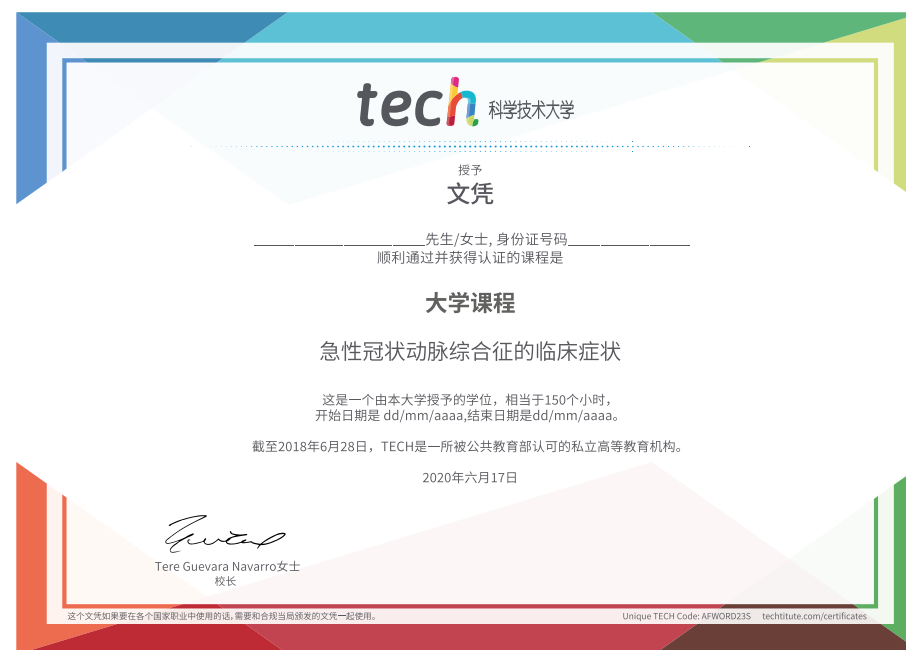 tech 科学技术大学
授予
文凭
_____________________先生/女士, 身份证号码_______________
顺利通过并获得认证的课程是
大学课程
急性冠状动脉综合征的临床症状
这是一个由本大学授予的学位，相当于150个小时，
开始日期是 dd/mm/aaaa,结束日期是dd/mm/aaaa。
截至2018年6月28日，TECH是一所被公共教育部认可的私立高等教育机构。
2020年六月17日
Tere Guevara Navarro女士
校长
这个文凭如果要在各个国家职业中使用的话,需要和合规当局颁发的文凭一起使用。
Unique TECH Code: AFWORD23S techtitute.com/certificates